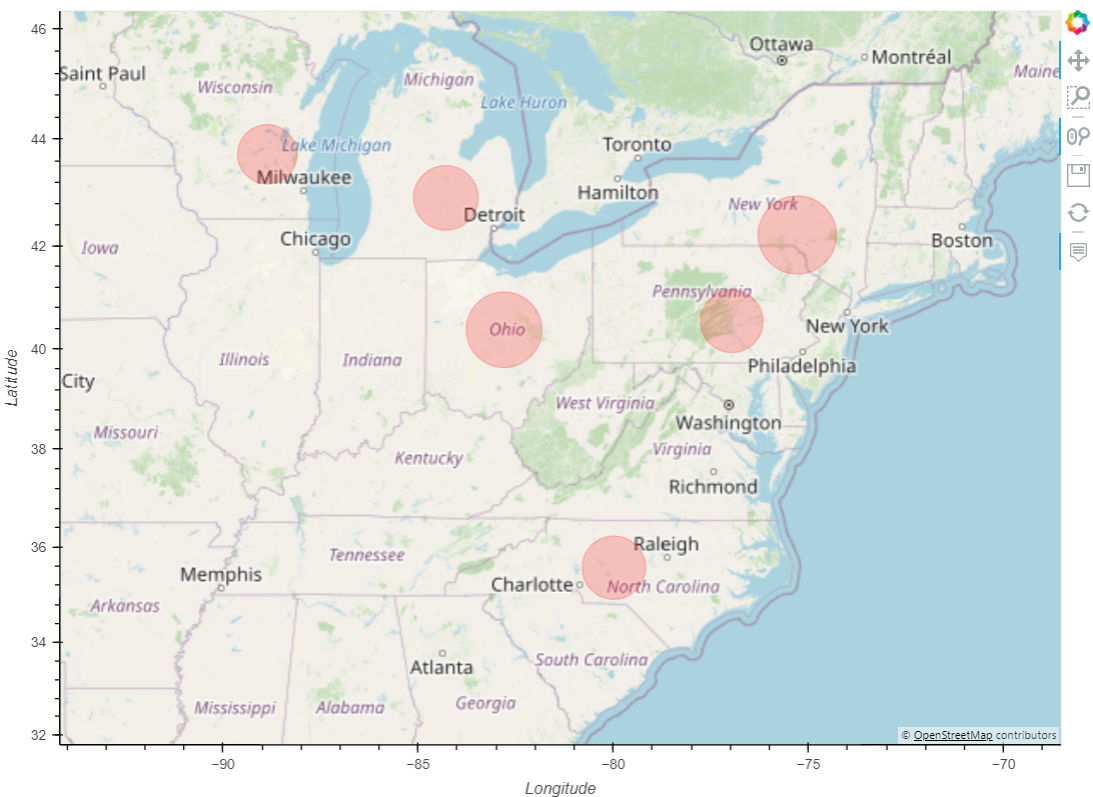 46
44
42
40
38
36
34
32
Latitude
Ottawa
Montréal
Saint Paul
Michigan
Maine
Wisconsin
Lake Huron
Lake Michigan
Toronto
Milwaukee
Hamilton
New York
Detroit
Chicago
Boston
Iowa
Pennsylvania
New York
Ohio
Illinois
Indiana
Philadelphia
City
West Virginia
Washington
Missouri
Virginia
Kentucky
Richmond
Raleigh
Tennessee
Memphis
Charlotte
North Carolina
Arkansas
South Carolina
Atlanta
Georgia
Mississippi
Alabama
© OpenStreetMap contributors
−90
−85
−80
−75
−70
Longitude